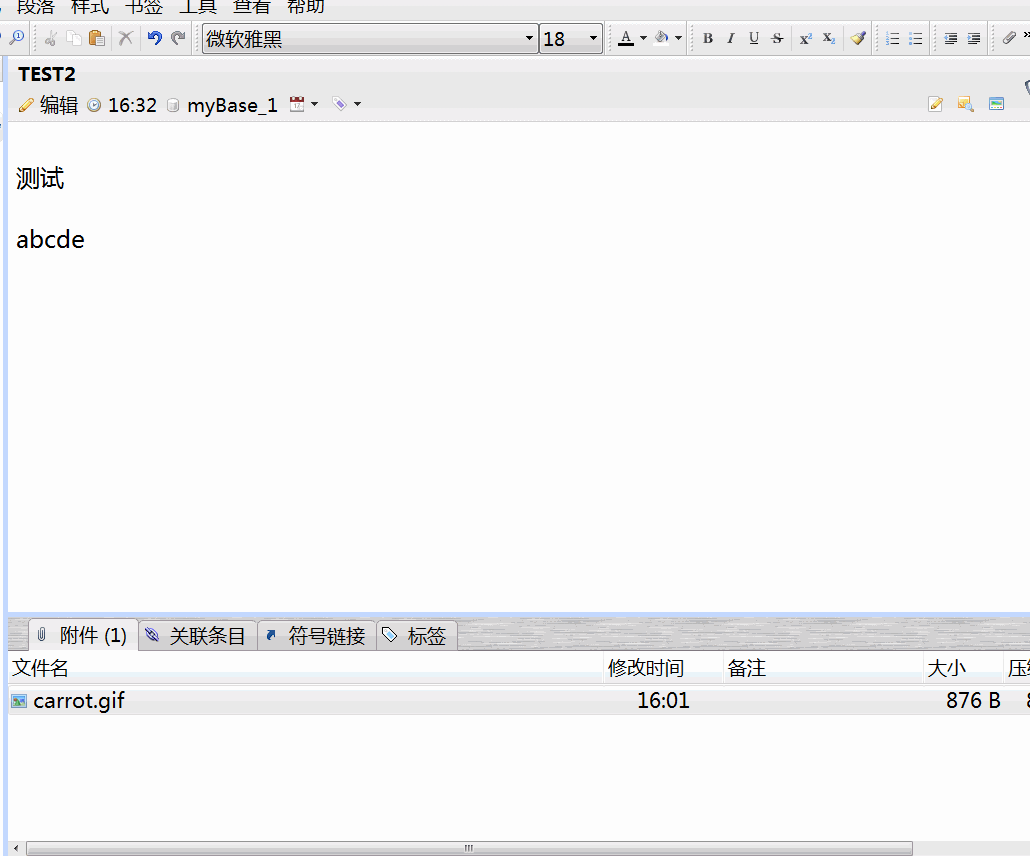 段落 样式 书签 工具 查看 帮助
微软雅黑 18 A B I U S x² x₂
TEST2
编辑 16:32 myBase_1
测试
abcde
附件 (1) 关联条目 符号链接 标签
文件名 修改时间 备注 大小
carrot.gif 16:01 876 B